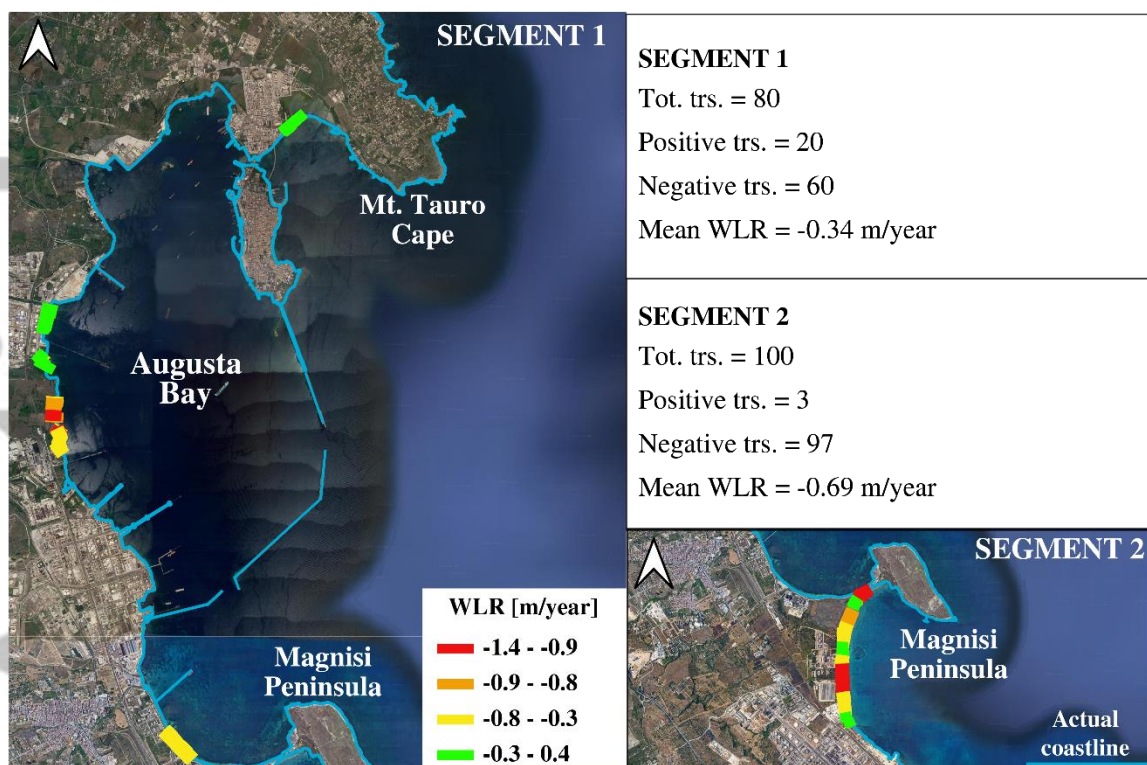 SEGMENT 1
Mt. Tauro
Cape
Augusta
Bay
Magnisi
Peninsula
WLR [m/year]
-1.4 - -0.9
-0.9 - -0.8
-0.8 - -0.3
-0.3 - 0.4
SEGMENT 1
Tot. trs. = 80
Positive trs. = 20
Negative trs. = 60
Mean WLR = -0.34 m/year
SEGMENT 2
Tot. trs. = 100
Positive trs. = 3
Negative trs. = 97
Mean WLR = -0.69 m/year
SEGMENT 2
Magnisi
Peninsula
Actual
coastline